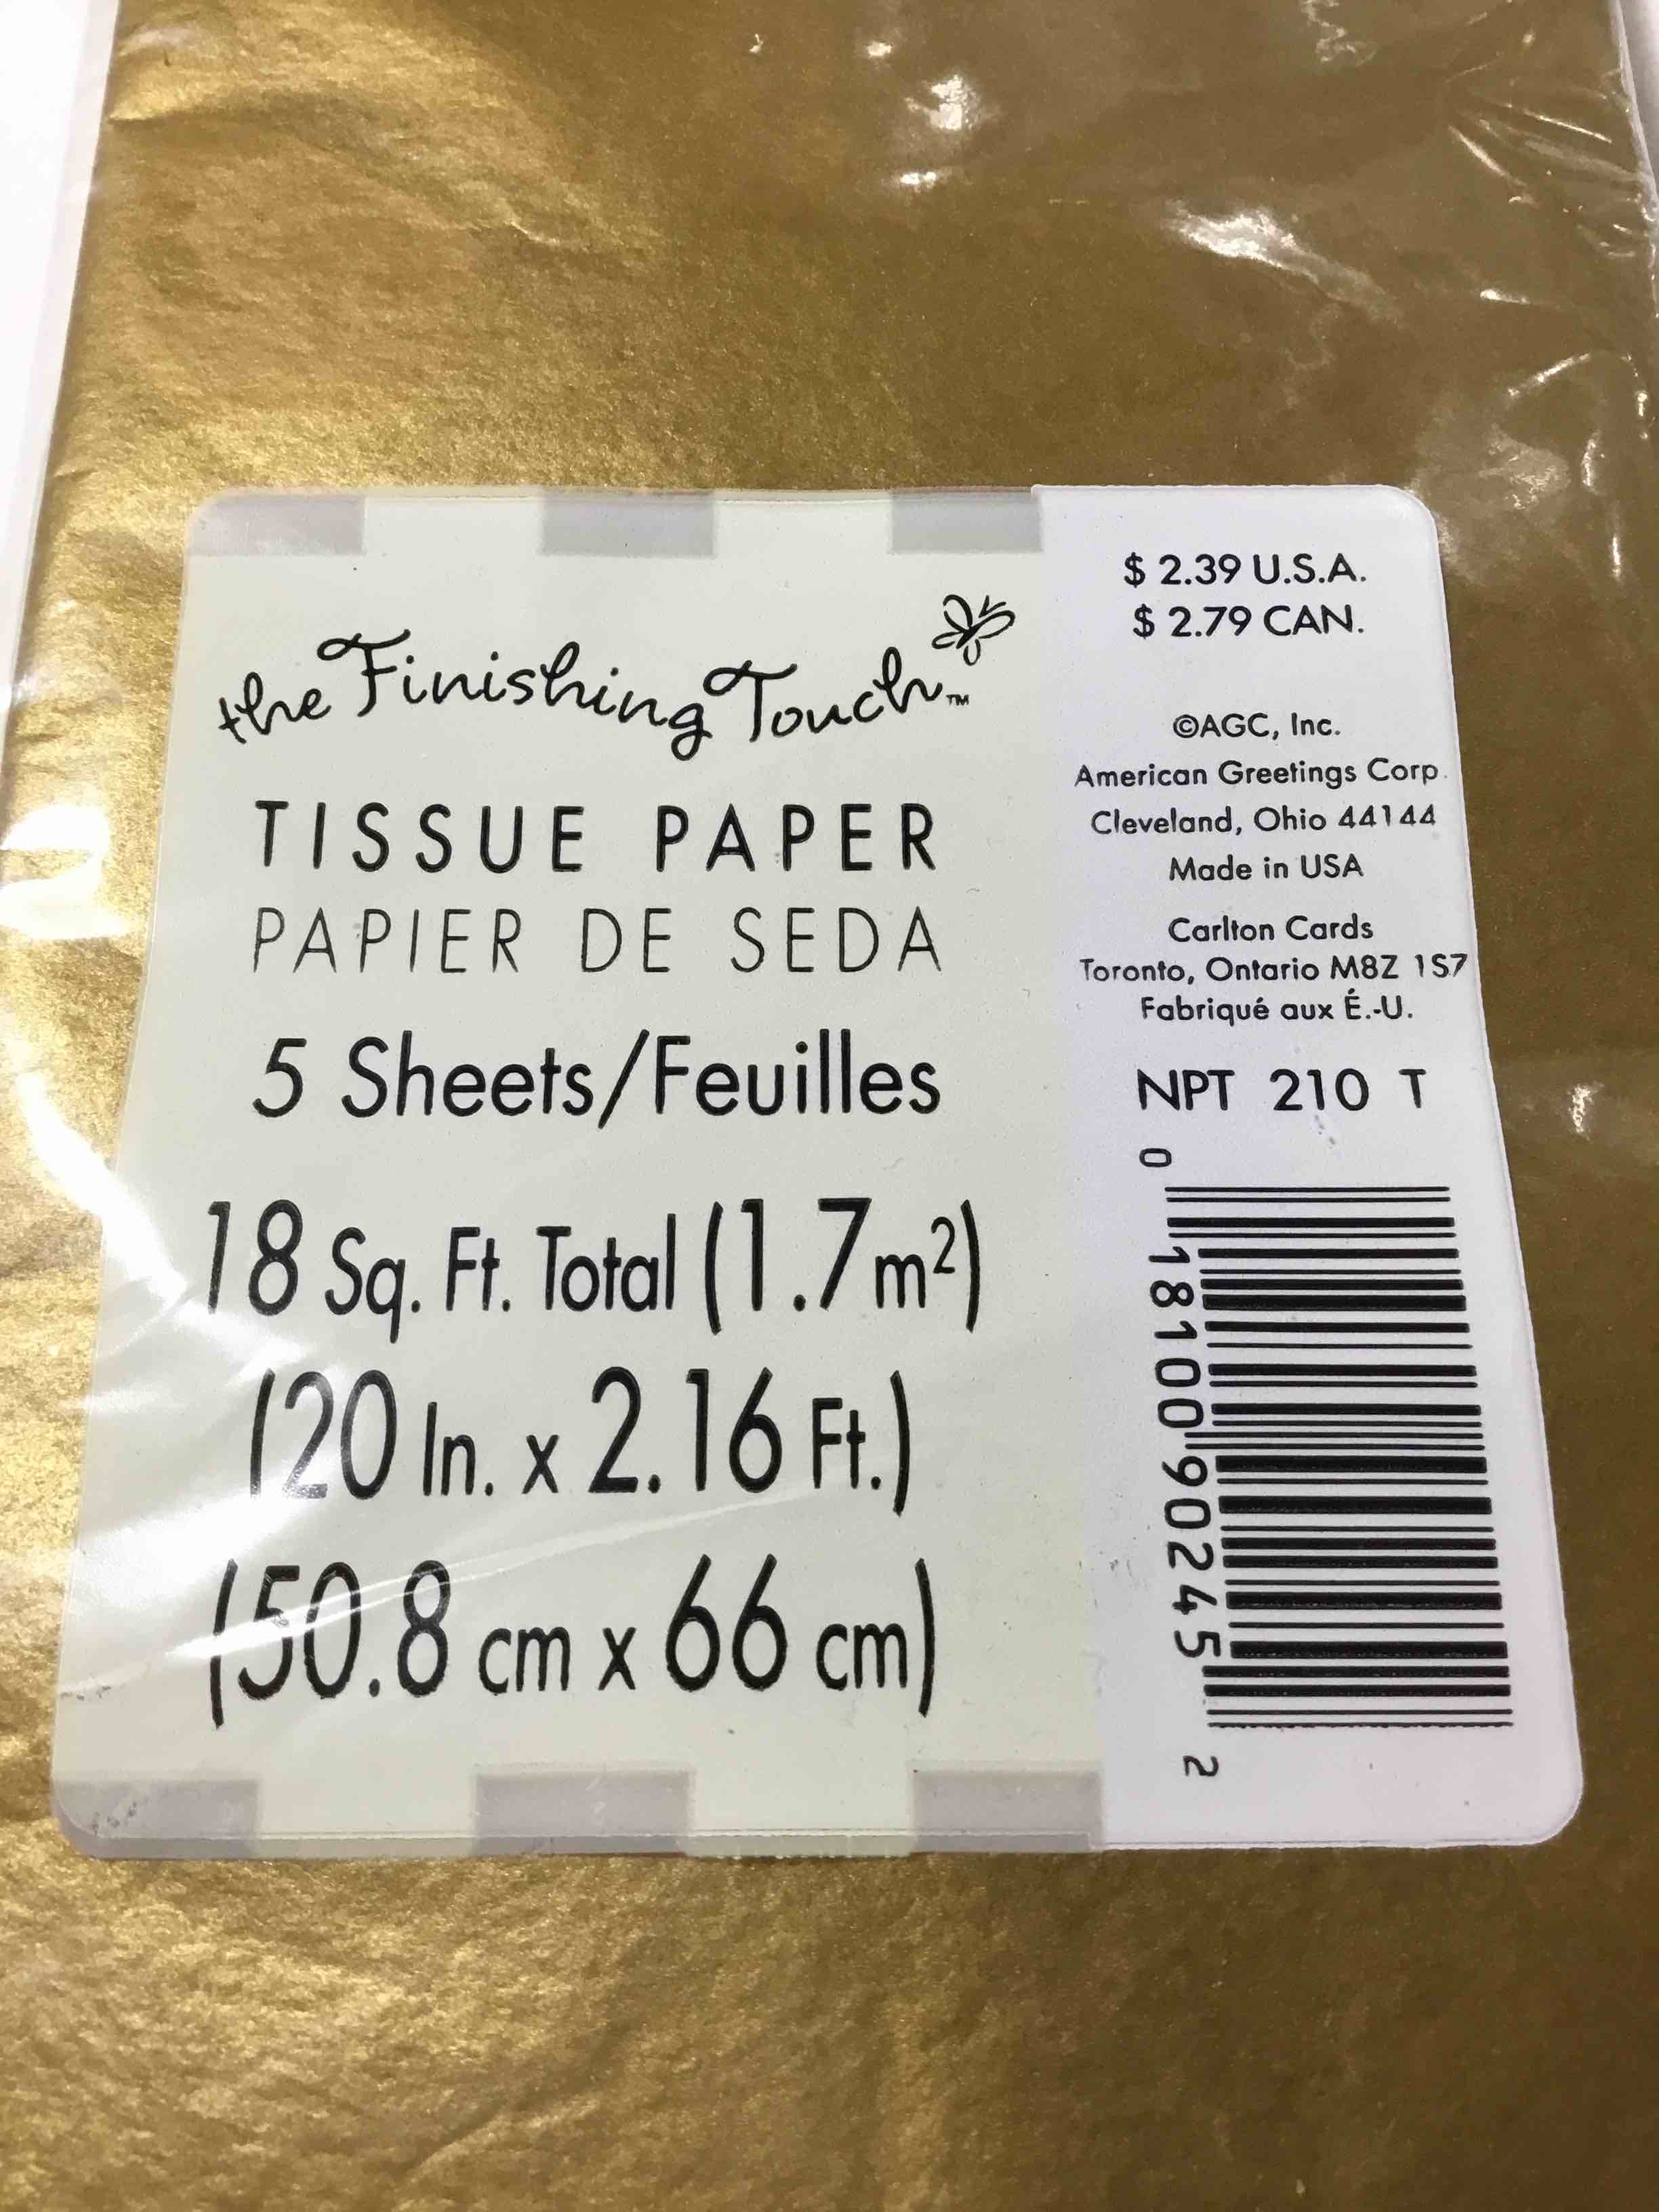 the Finishing Touch™
TISSUE PAPER
PAPIER DE SEDA
5 Sheets/Feuilles
18 Sq. Ft. Total (1.7m²)
(20 In. x 2.16 Ft.)
(50.8 cm x 66 cm)
$ 2.39 U.S.A.
$ 2.79 CAN.
©AGC, Inc.
American Greetings Corp.
Cleveland, Ohio 44144
Made in USA
Carlton Cards
Toronto, Ontario M8Z 1S7
Fabriqué aux É.-U.
NPT 210 T
0 18100 90245 2